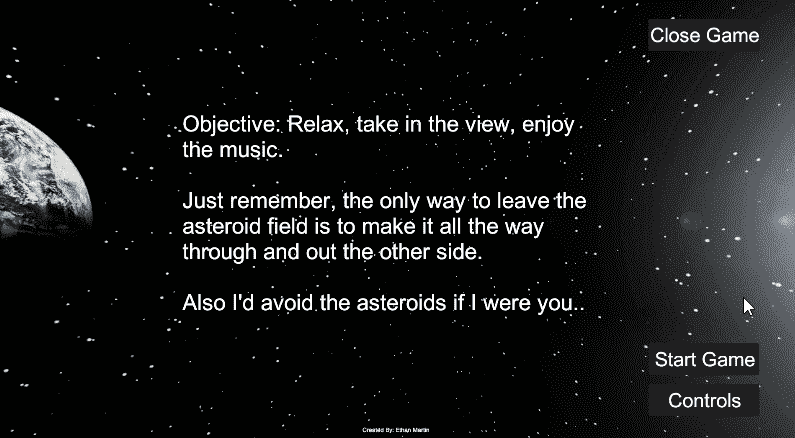 Close Game
Objective: Relax, take in the view, enjoy
the music.
Just remember, the only way to leave the
asteroid field is to make it all the way
through and out the other side.
Also I'd avoid the asteroids if I were you..
Start Game
Controls
Created By: Ethan Martin